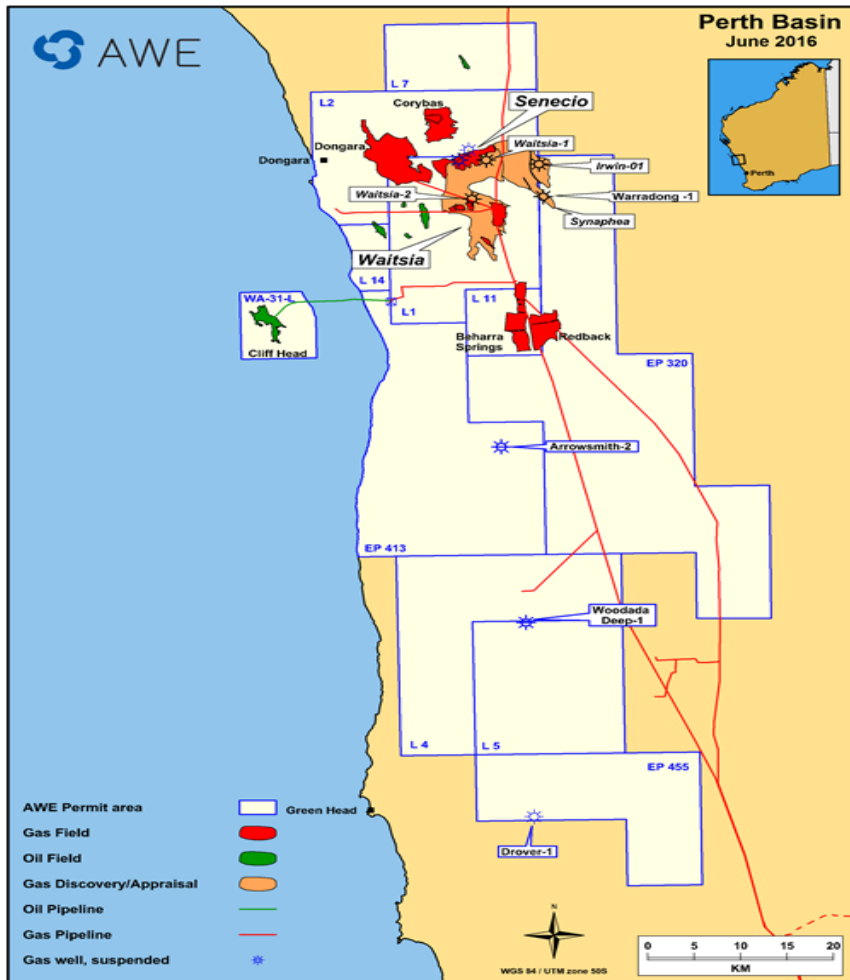 AWE
Perth Basin
June 2016
Perth
L 7
L2
Corybas
Senecio
Dongara
Dongara
Waitsia-1
Irwin-01
Waitsia-2
Warradong -1
Synaphea
Waitsia
L 14
WA-31-L
L 11
L1
Cliff Head
Beharra
Springs
Redback
EP 320
Arrowsmith-2
EP 413
Woodada
Deep-1
L 4
L 5
EP 455
Green Head
Drover-1
AWE Permit area
Gas Field
Oil Field
Gas Discovery/Appraisal
Oil Pipeline
Gas Pipeline
Gas well, suspended
N
WGS 84 / UTM zone 50S
0 5 10 15 20
KM